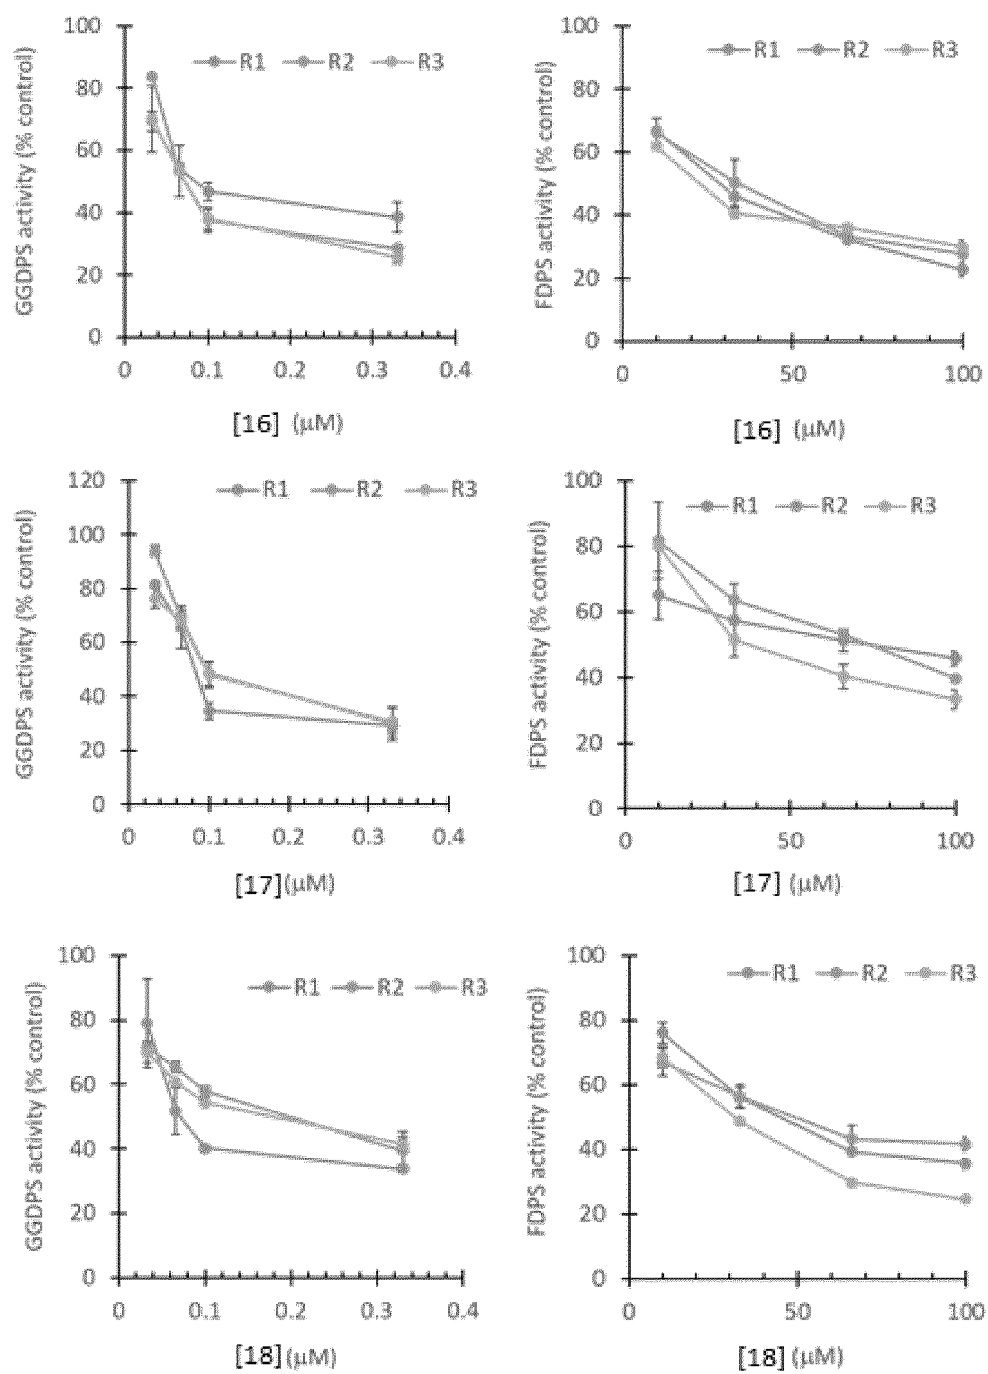 GGDPS activity (% control)
100
80
60
40
20
0
R1 R2 R3
0 0.1 0.2 0.3 0.4
[16] (μM)
FDPS activity (% control)
100
80
60
40
20
0
R1 R2 R3
0 50 100
[16] (μM)
GGDPS activity (% control)
120
100
80
60
40
20
0
R1 R2 R3
0 0.1 0.2 0.3 0.4
[17](μM)
FDPS activity (% control)
100
80
60
40
20
0
R1 R2 R3
0 50 100
[17] (μM)
GGDPS activity (% control)
100
80
60
40
20
0
R1 R2 R3
0 0.1 0.2 0.3 0.4
[18](μM)
FDPS activity (% control)
100
80
60
40
20
0
R1 R2 R3
0 50 100
[18] (μM)